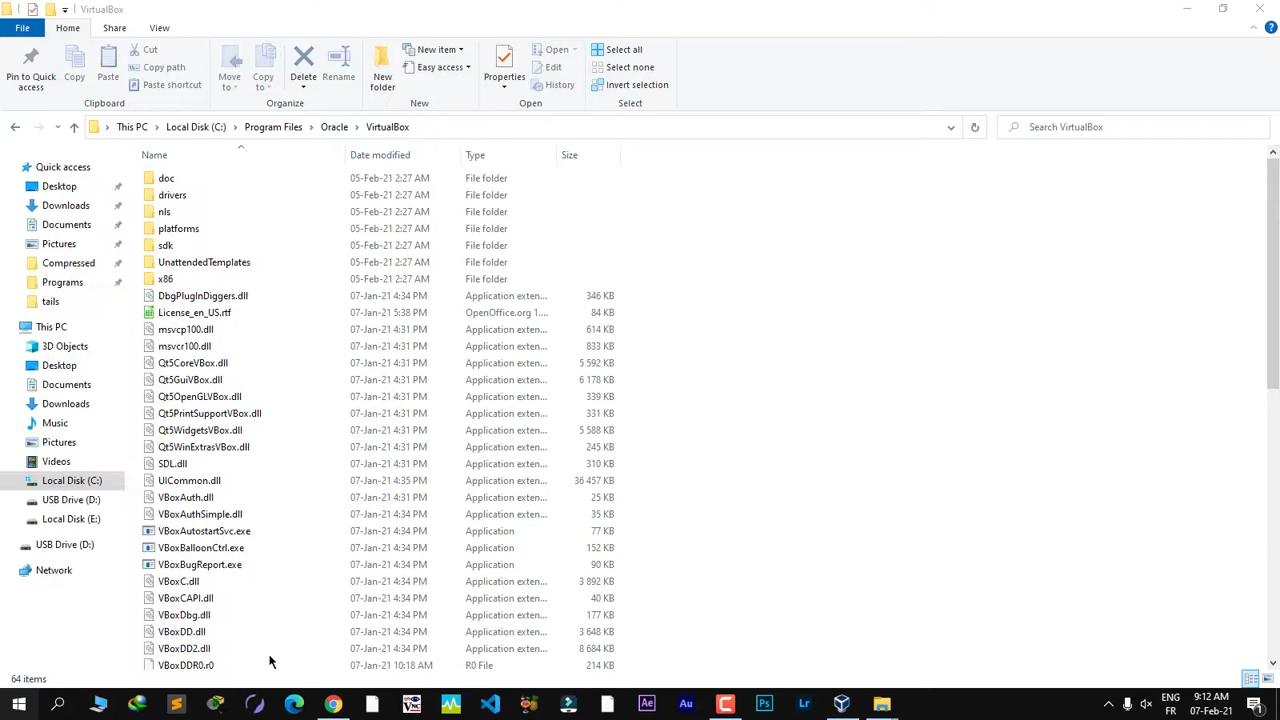 VirtualBox
File Home Share View
Pin to Quick access
Copy
Paste
Cut
Copy path
Paste shortcut
Clipboard
Move to
Copy to
Delete
Rename
Organize
New folder
New item
Easy access
New
Properties
Open
Edit
History
Open
Select all
Select none
Invert selection
Select
This PC > Local Disk (C:) > Program Files > Oracle > VirtualBox
Search VirtualBox
Quick access
Desktop
Downloads
Documents
Pictures
Compressed
Programs
tails
This PC
3D Objects
Desktop
Documents
Downloads
Music
Pictures
Videos
Local Disk (C:)
USB Drive (D:)
Local Disk (E:)
USB Drive (D:)
Network
Name Date modified Type Size
doc 05-Feb-21 2:27 AM File folder
drivers 05-Feb-21 2:27 AM File folder
nls 05-Feb-21 2:27 AM File folder
platforms 05-Feb-21 2:27 AM File folder
sdk 05-Feb-21 2:27 AM File folder
UnattendedTemplates 05-Feb-21 2:27 AM File folder
x86 05-Feb-21 2:27 AM File folder
DbgPlugInDiggers.dll 07-Jan-21 4:34 PM Application exten... 346 KB
License_en_US.rtf 07-Jan-21 5:38 PM OpenOffice.org 1.... 84 KB
msvcp100.dll 07-Jan-21 4:31 PM Application exten... 614 KB
msvcr100.dll 07-Jan-21 4:31 PM Application exten... 833 KB
Qt5CoreVBox.dll 07-Jan-21 4:31 PM Application exten... 5 592 KB
Qt5GuiVBox.dll 07-Jan-21 4:31 PM Application exten... 6 178 KB
Qt5OpenGLVBox.dll 07-Jan-21 4:31 PM Application exten... 339 KB
Qt5PrintSupportVBox.dll 07-Jan-21 4:31 PM Application exten... 331 KB
Qt5WidgetsVBox.dll 07-Jan-21 4:31 PM Application exten... 5 588 KB
Qt5WinExtrasVBox.dll 07-Jan-21 4:31 PM Application exten... 245 KB
SDL.dll 07-Jan-21 4:31 PM Application exten... 310 KB
UICommon.dll 07-Jan-21 4:35 PM Application exten... 36 457 KB
VBoxAuth.dll 07-Jan-21 4:34 PM Application exten... 25 KB
VBoxAuthSimple.dll 07-Jan-21 4:34 PM Application exten... 35 KB
VBoxAutostartSvc.exe 07-Jan-21 4:34 PM Application 77 KB
VBoxBalloonCtrl.exe 07-Jan-21 4:34 PM Application 152 KB
VBoxBugReport.exe 07-Jan-21 4:34 PM Application 90 KB
VBoxC.dll 07-Jan-21 4:34 PM Application exten... 3 892 KB
VBoxCAPI.dll 07-Jan-21 4:34 PM Application exten... 40 KB
VBoxDbg.dll 07-Jan-21 4:34 PM Application exten... 177 KB
VBoxDD.dll 07-Jan-21 4:34 PM Application exten... 3 648 KB
VBoxDD2.dll 07-Jan-21 4:34 PM Application exten... 8 684 KB
VBoxDDR0.r0 07-Jan-21 10:18 AM R0 File 214 KB
64 items
VNC
Ae
Au
Ps
Lr
ENG
FR
9:12 AM
07-Feb-21